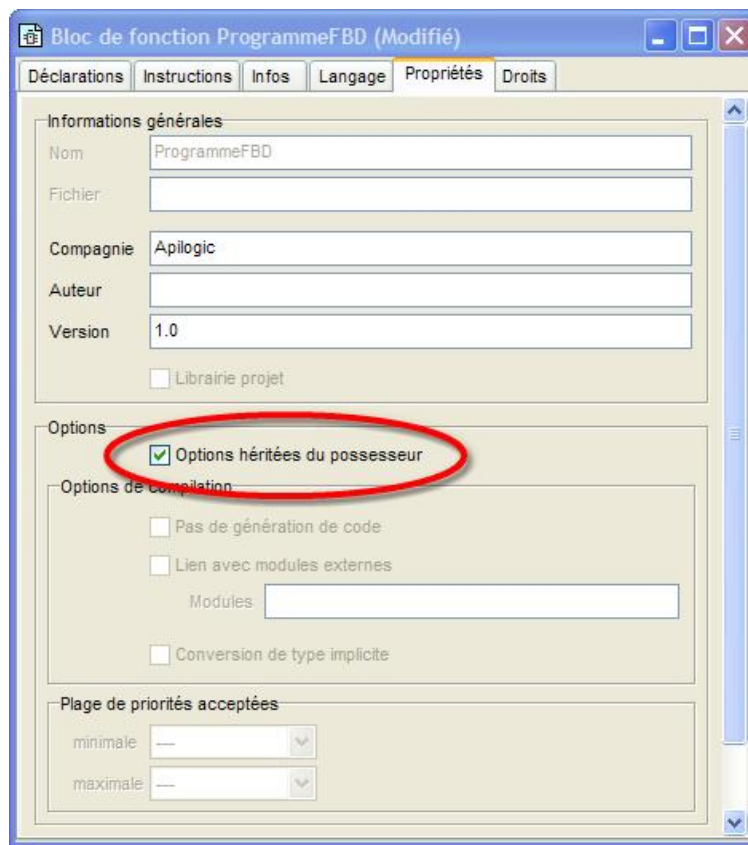 Bloc de fonction ProgrammeFBD (Modifié)
Déclarations Instructions Infos Langage Propriétés Droits
Informations générales
Nom ProgrammeFBD
Fichier
Compagnie Apilogic
Auteur
Version 1.0
Librairie projet
Options
Options héritées du possesseur
Options de compilation
Pas de génération de code
Lien avec modules externes
Modules
Conversion de type implicite
Plage de priorités acceptées
minimale ---
maximale ---